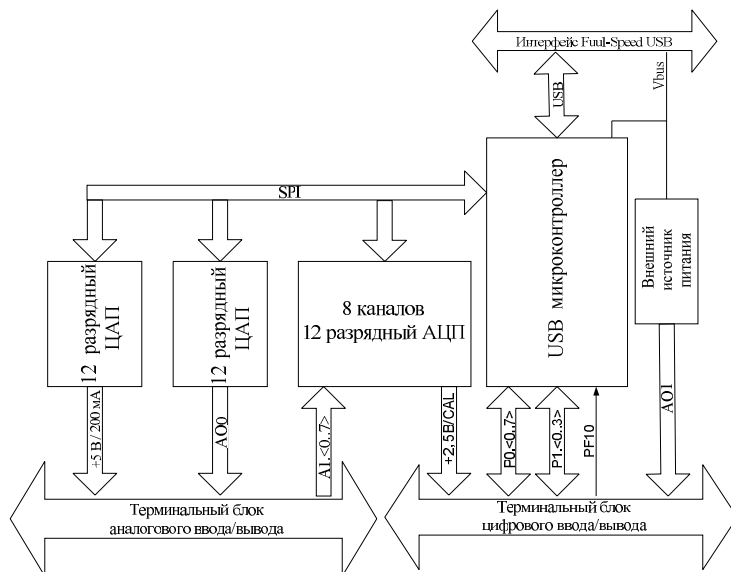 Интерфейс Fuul-Speed USB
USB
Vbus
SPI
12 разрядный
ЦАП
12 разрядный
ЦАП
8 каналов
12 разрядный АЦП
USB микроконтроллер
Внешний
источник
питания
+5 В / 200 мА
AO0
A1.<0..7>
+2,5В/CAL
P0.<0..7>
P1.<0..3>
PF10
AO1
Терминальный блок
аналогового ввода/вывода
Терминальный блок
цифрового ввода/вывода